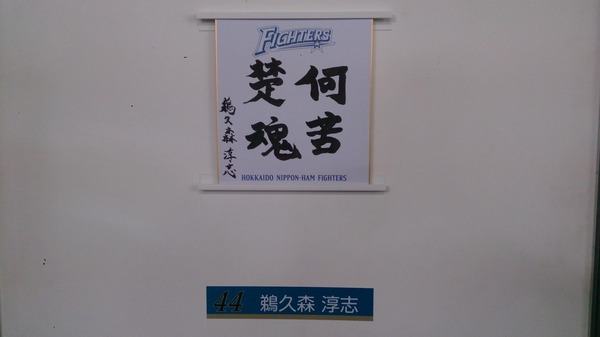 FIGHTERS
何苦
楚魂
鵜久森淳志
HOKKAIDO NIPPON-HAM FIGHTERS
44 鵜久森 淳志